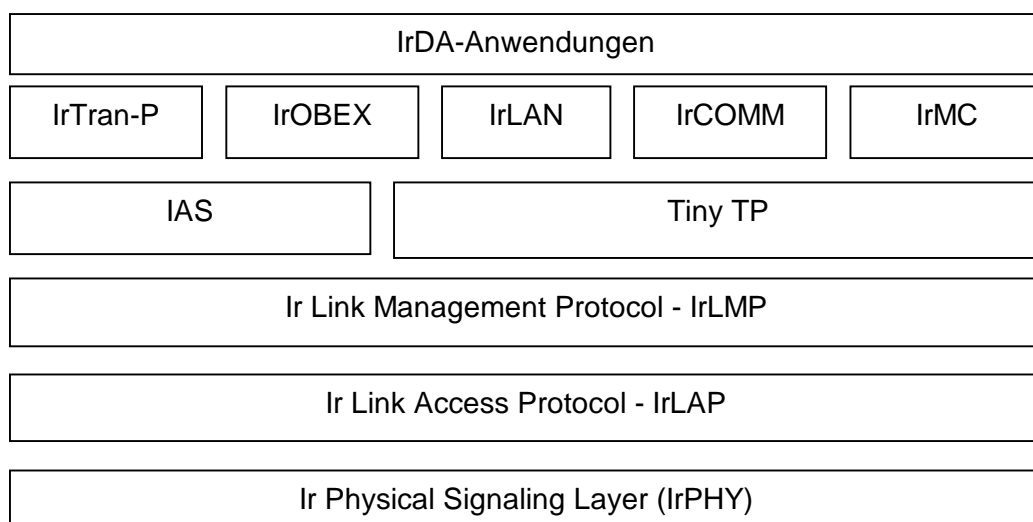 IrDA-Anwendungen
IrTran-P IrOBEX IrLAN IrCOMM IrMC
IAS Tiny TP
Ir Link Management Protocol - IrLMP
Ir Link Access Protocol - IrLAP
Ir Physical Signaling Layer (IrPHY)